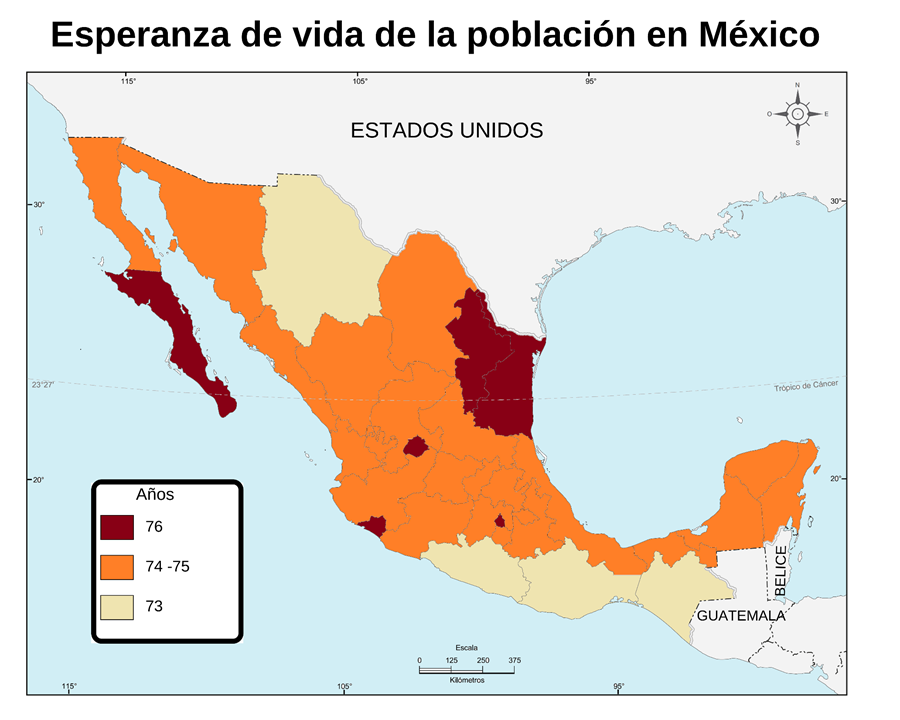 Esperanza de vida de la población en México
115°
105°
95°
N
O
E
S
ESTADOS UNIDOS
30°
30°
23°27'
Trópico de Cáncer
20°
20°
Años
76
74 -75
73
BELICE
GUATEMALA
Escala
0 125 250 375
Kilómetros
115°
105°
95°